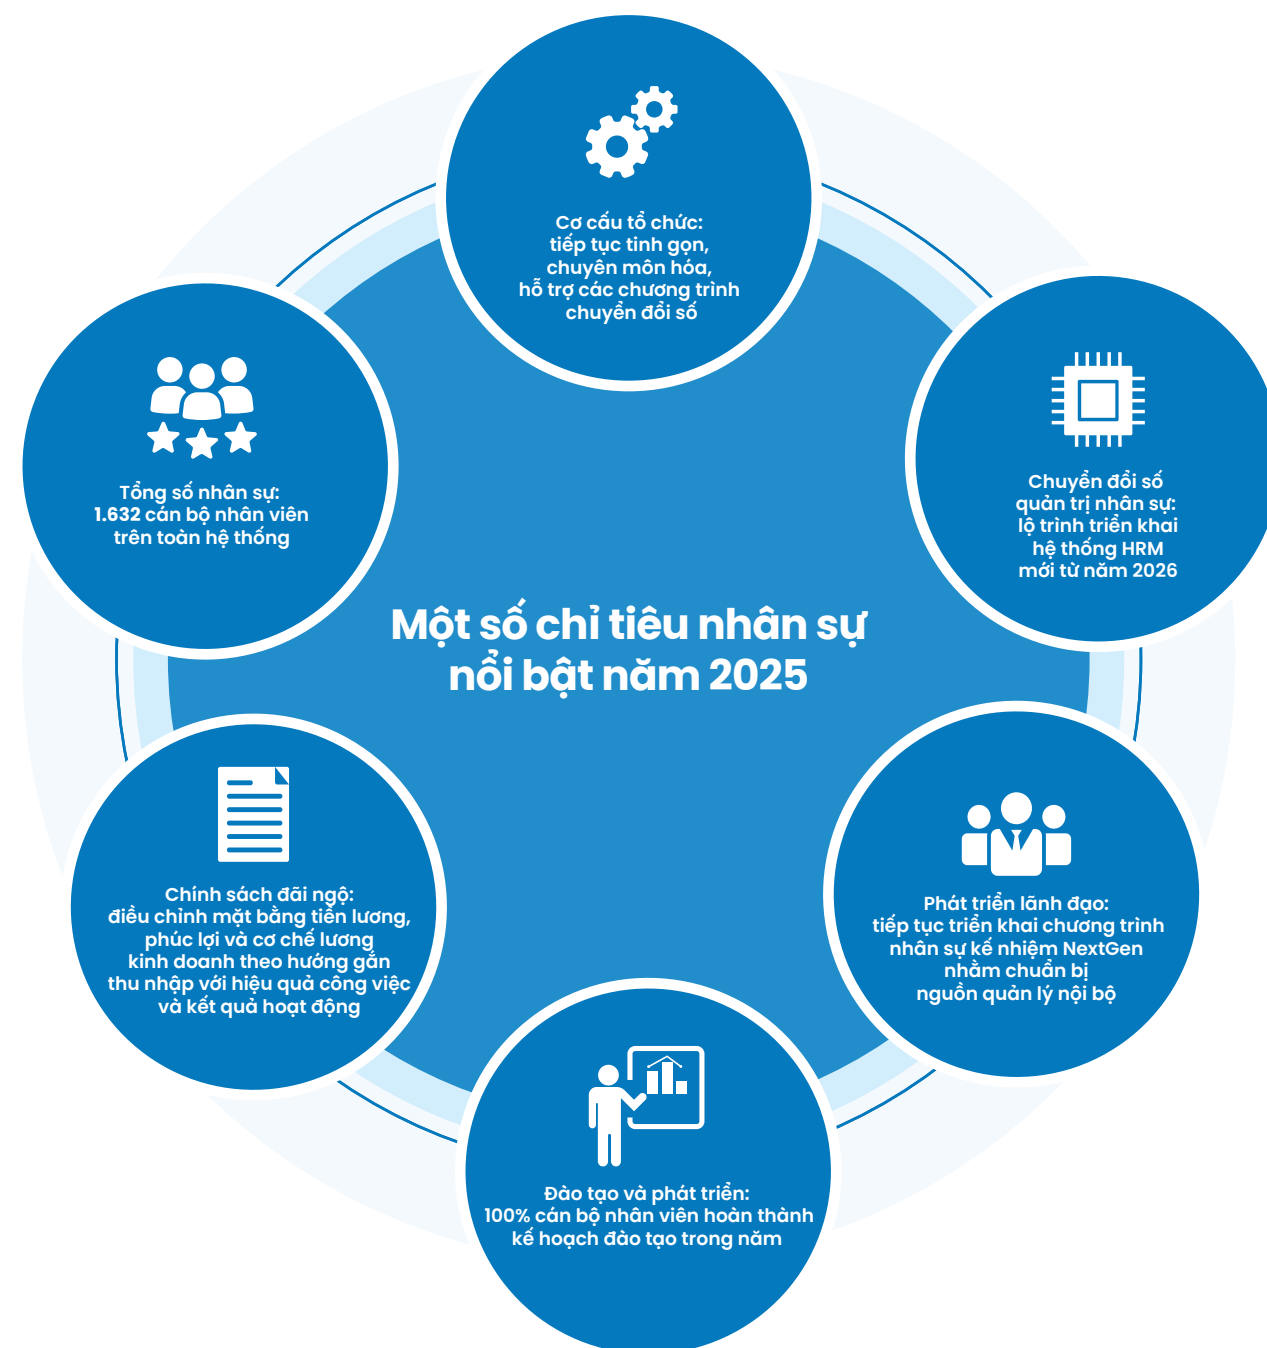 Cơ cấu tổ chức:
tiếp tục tinh gọn,
chuyên môn hóa,
hỗ trợ các chương trình
chuyển đổi số
Tổng số nhân sự:
1.632 cán bộ nhân viên
trên toàn hệ thống
Chuyển đổi số
quản trị nhân sự:
lộ trình triển khai
hệ thống HRM
mới từ năm 2026
Một số chỉ tiêu nhân sự
nổi bật năm 2025
Chính sách đãi ngộ:
điều chỉnh mặt bằng tiền lương,
phúc lợi và cơ chế lương
kinh doanh theo hướng gắn
thu nhập với hiệu quả công việc
và kết quả hoạt động
Phát triển lãnh đạo:
tiếp tục triển khai chương trình
nhân sự kế nhiệm NextGen
nhằm chuẩn bị
nguồn quản lý nội bộ
Đào tạo và phát triển:
100% cán bộ nhân viên hoàn thành
kế hoạch đào tạo trong năm